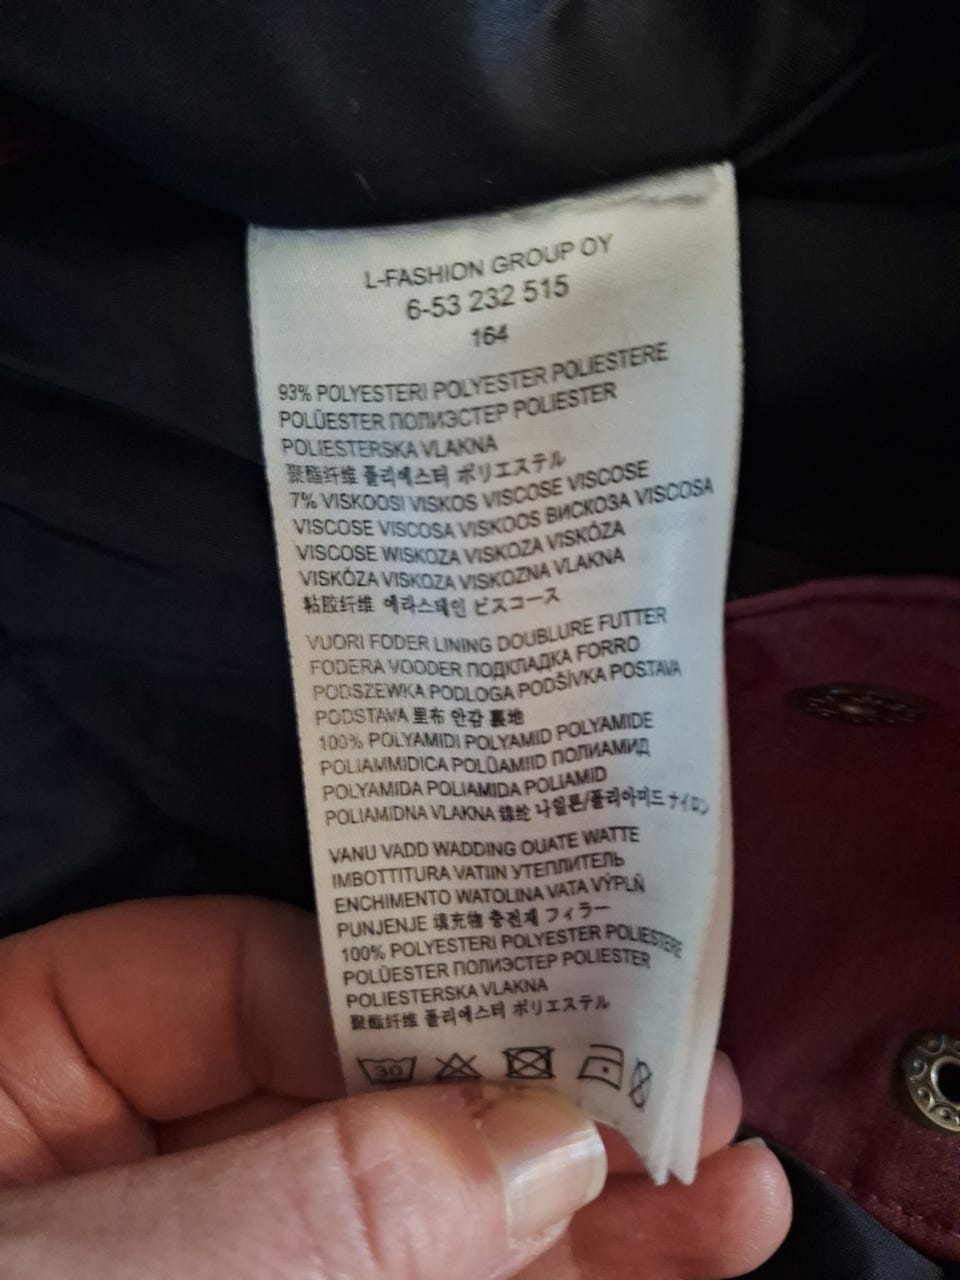 L-FASHION GROUP OY
6-53 232 515
164
93% POLYESTERI POLYESTER POLIESTERE
POLÜESTER ПОЛИЭСТЕР POLIESTER
POLIESTERSKA VLAKNA
聚酯纤维 폴리에스터 ポリエステル
7% VISKOOSI VISKOS VISCOSE VISCOSE
VISCOSE VISCOSA VISKOOS ВИСКОЗА VISCOSA
VISCOSE WISKOZA VISKOZA VISKÓZA
VISKÓZA VISKOZA VISKOZNA VLAKNA
粘胶纤维 에라스테인 ビスコース
VUORI FODER LINING DOUBLURE FUTTER
FODERA VOODER ПОДКЛАДКА FORRO
PODSZEWKA PODLOGA PODŠÍVKA POSTAVA
PODSTAVA 里布 안감 裏地
100% POLYAMIDI POLYAMID POLYAMIDE
POLIAMMIDICA POLÜAMIID ПОЛИАМИД
POLYAMIDA POLIAMIDA POLIAMID
POLIAMIDNA VLAKNA 锦纶 나일론/폴리아미드 ナイロン
VANU VADD WADDING OUATE WATTE
IMBOTTITURA VATIIN УТЕПЛИТЕЛЬ
ENCHIMENTO WATOLINA VATA VÝPLŇ
PUNJENJE 填充物 충전재 フィラー
100% POLYESTERI POLYESTER POLIESTERE
POLÜESTER ПОЛИЭСТЕР POLIESTER
POLIESTERSKA VLAKNA
聚酯纤维 폴리에스터 ポリエステル
30